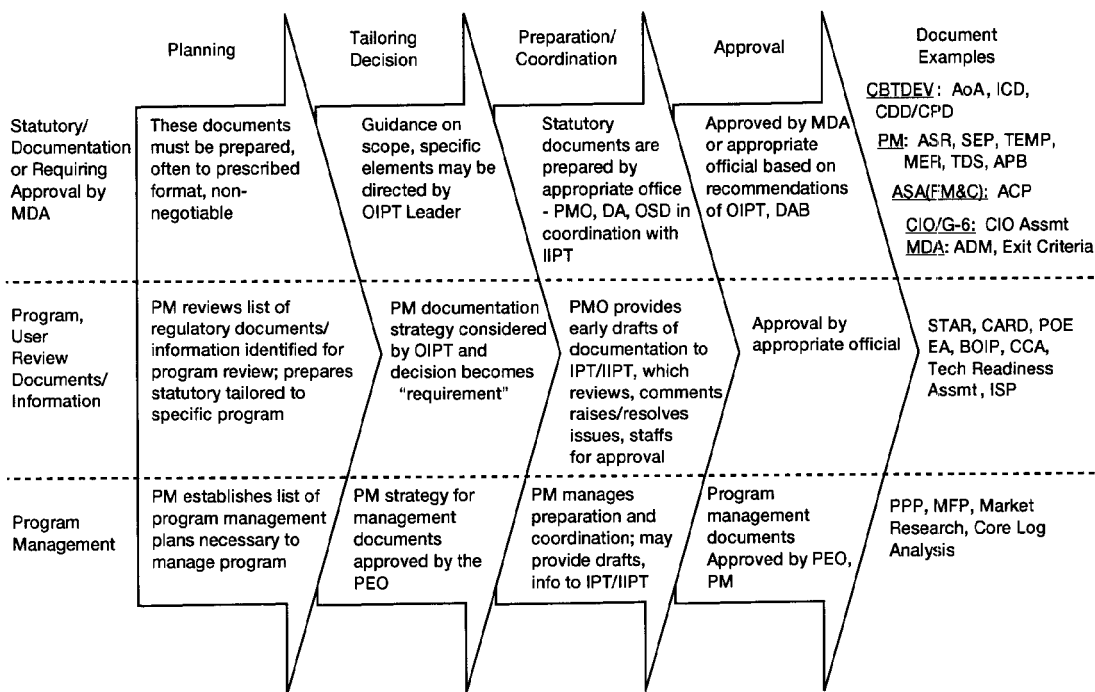 Planning
Tailoring
Decision
Preparation/
Coordination
Approval
Document
Examples
Statutory/
Documentation
or Requiring
Approval by
MDA
These documents
must be prepared,
often to prescribed
format, non-
negotiable
Guidance on
scope, specific
elements may be
directed by
OIPT Leader
Statutory
documents are
prepared by
appropriate office
- PMO, DA, OSD in
coordination with
IIPT
Approved by MDA
or appropriate
official based on
recommendations
of OIPT, DAB
CBTDEV: AoA, ICD,
CDD/CPD
PM: ASR, SEP, TEMP,
MER, TDS, APB
ASA(FM&C): ACP
CIO/G-6: CIO Assmt
MDA: ADM, Exit Criteria
Program,
User
Review
Documents/
Information
PM reviews list of
regulatory documents/
information identified for
program review; prepares
statutory tailored to
specific program
PM documentation
strategy considered
by OIPT and
decision becomes
“requirement”
PMO provides
early drafts of
documentation to
IPT/IIPT, which
reviews, comments
raises/resolves
issues, staffs
for approval
Approval by
appropriate official
STAR, CARD, POE
EA, BOIP, CCA,
Tech Readiness
Assmt, ISP
Program
Management
PM establishes list of
program management
plans necessary to
manage program
PM strategy for
management
documents
approved by the
PEO
PM manages
preparation and
coordination; may
provide drafts,
info to IPT/IIPT
Program
management
documents
Approved by PEO,
PM
PPP, MFP, Market
Research, Core Log
Analysis